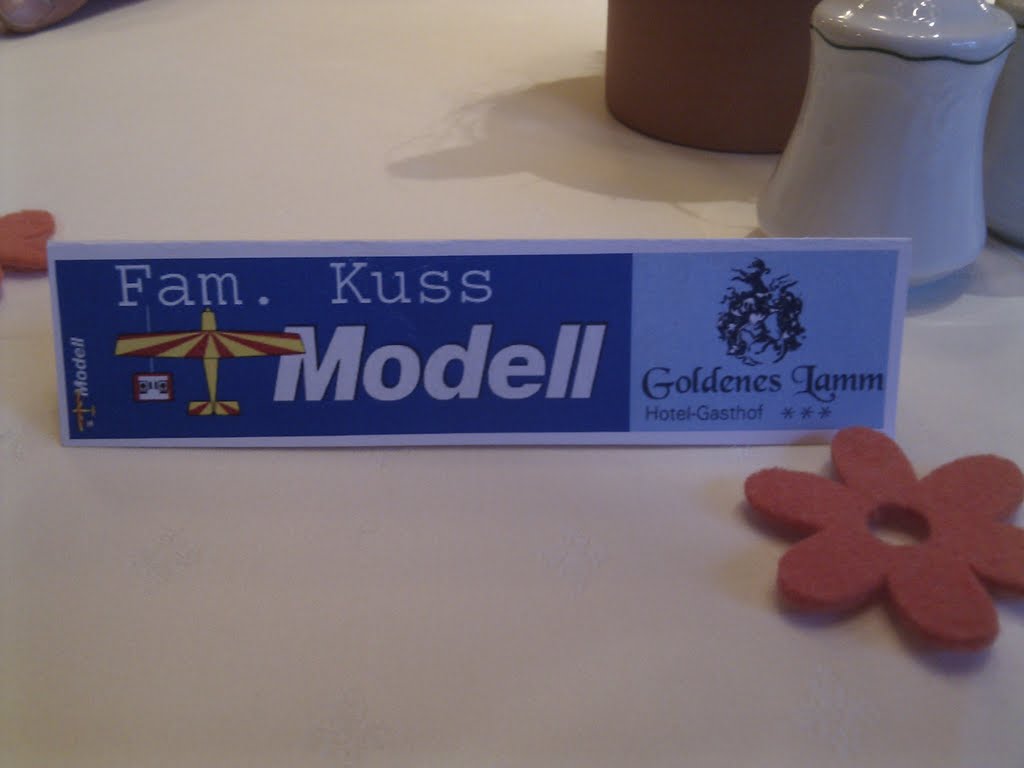 Fam. Kuss
Modell
Modell
Goldenes Lamm
Hotel-Gasthof ***